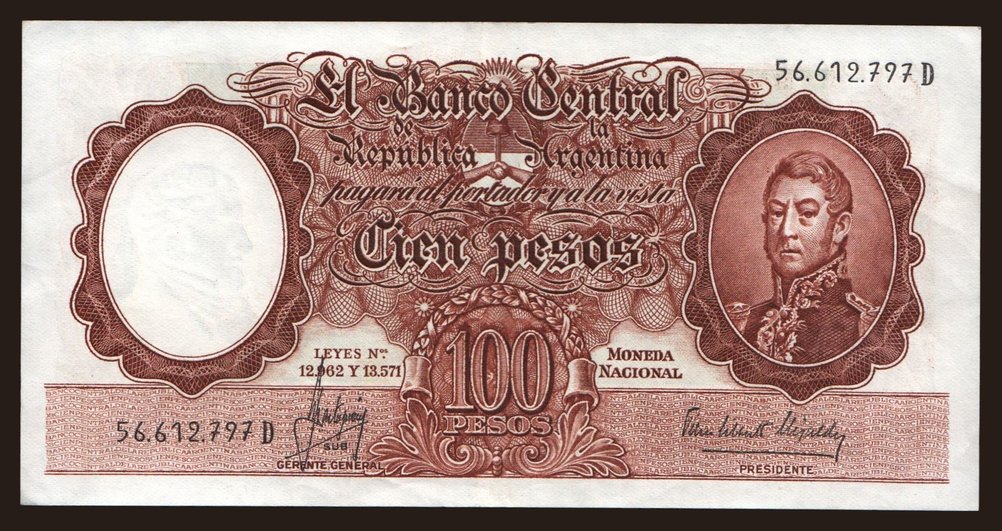 56.612.797 D
El Banco Central
de la
República Argentina
pagará al portador y a la vista
Cien pesos
LEYES Nos
12.962 Y 13.571
100
PESOS
MONEDA
NACIONAL
56.612.797 D
SUB
GERENTE GENERAL
PRESIDENTE